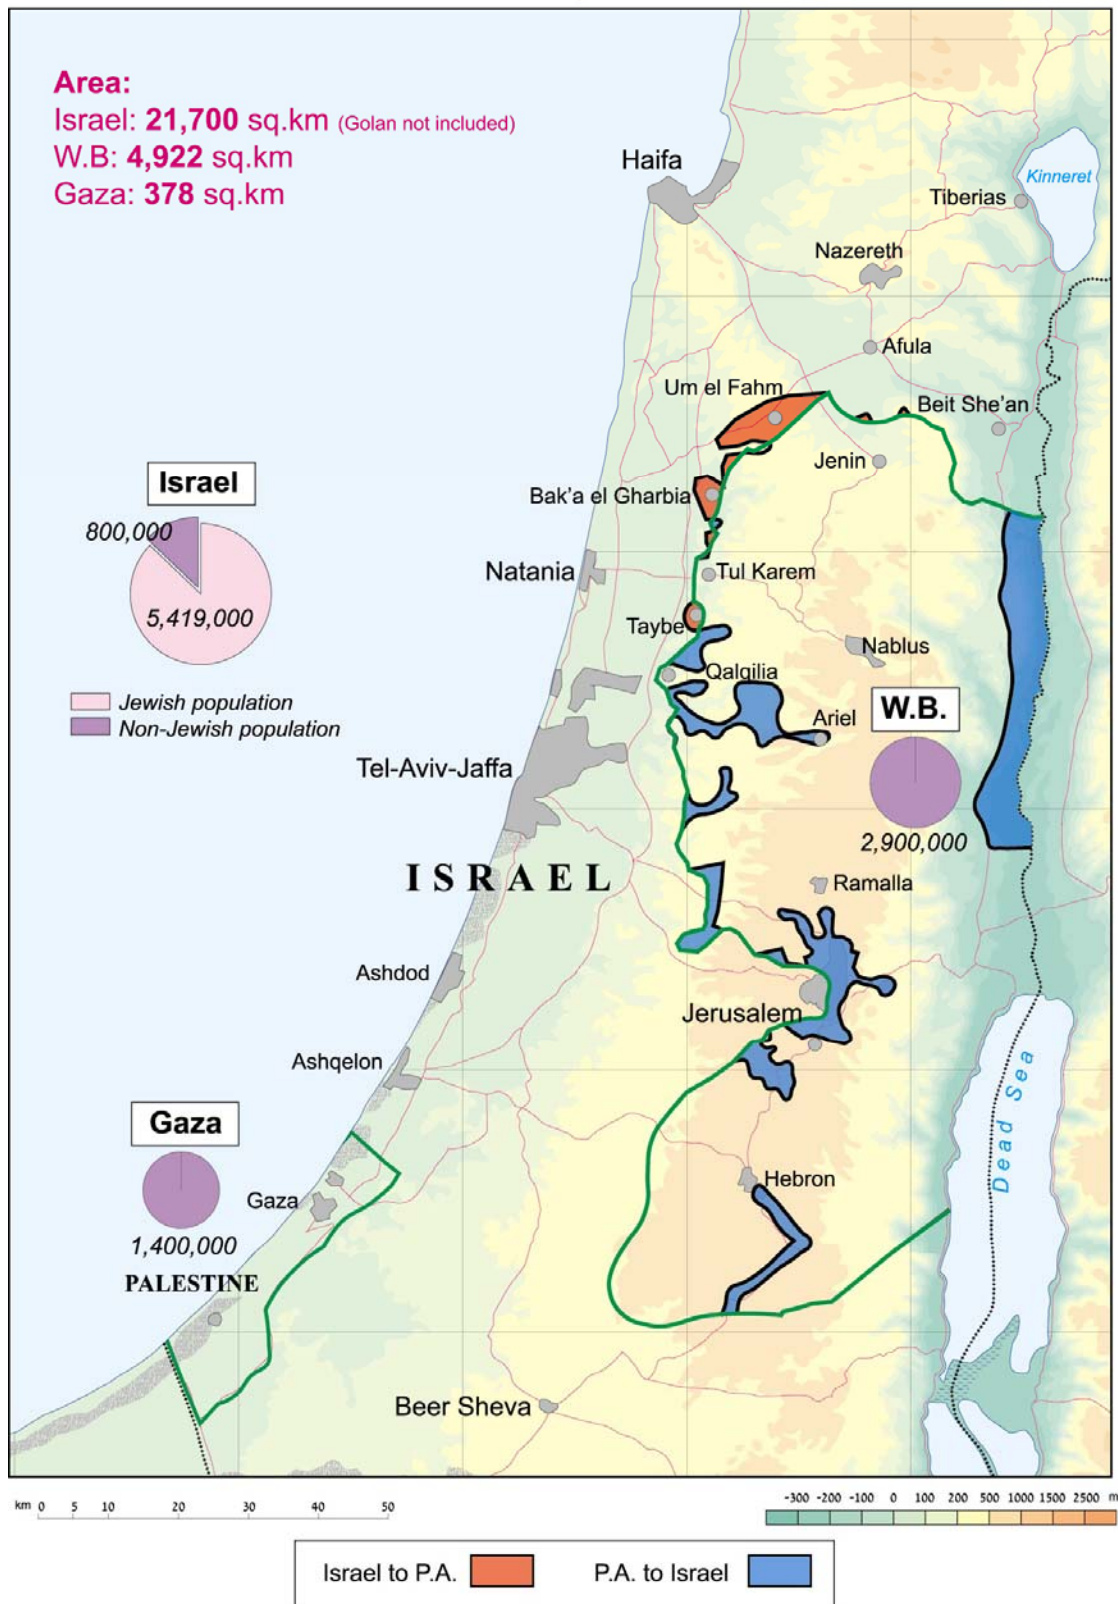 Area:
Israel: 21,700 sq.km (Golan not included)
W.B: 4,922 sq.km
Gaza: 378 sq.km
Haifa
Kinneret
Tiberias
Nazereth
Afula
Um el Fahm
Beit She'an
Jenin
Israel
Bak'a el Gharbia
800,000
Natania
Tul Karem
5,419,000
Taybe
Nablus
Qalqilia
Jewish population
Non-Jewish population
Ariel
W.B.
Tel-Aviv-Jaffa
2,900,000
ISRAEL
Ramalla
Ashdod
Jerusalem
Ashqelon
Dead Sea
Gaza
Hebron
Gaza
1,400,000
PALESTINE
Beer Sheva
km 0 5 10 20 30 40 50
-300 -200 -100 0 100 200 500 1000 1500 2500 m
Israel to P.A.
P.A. to Israel